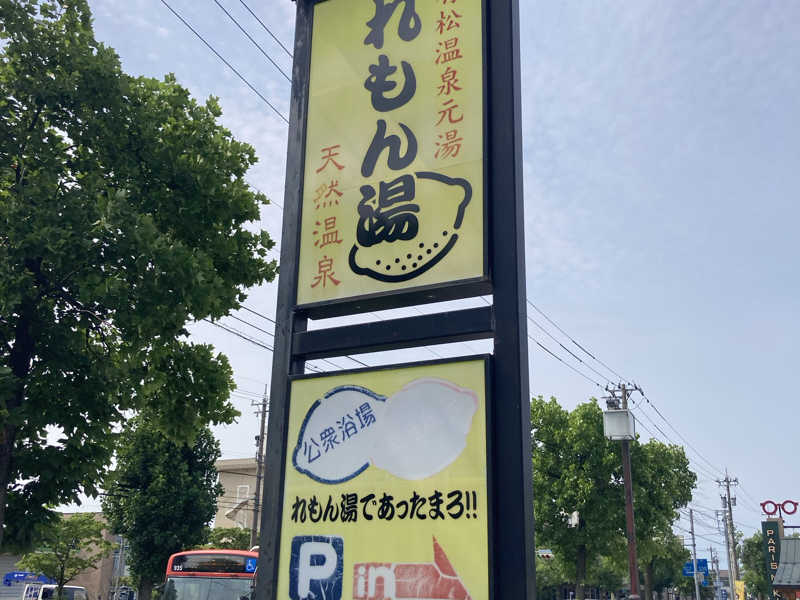 松温泉元湯
れもん湯
天然温泉
公衆浴場
れもん湯であったまろ!!
P
in
PARIS